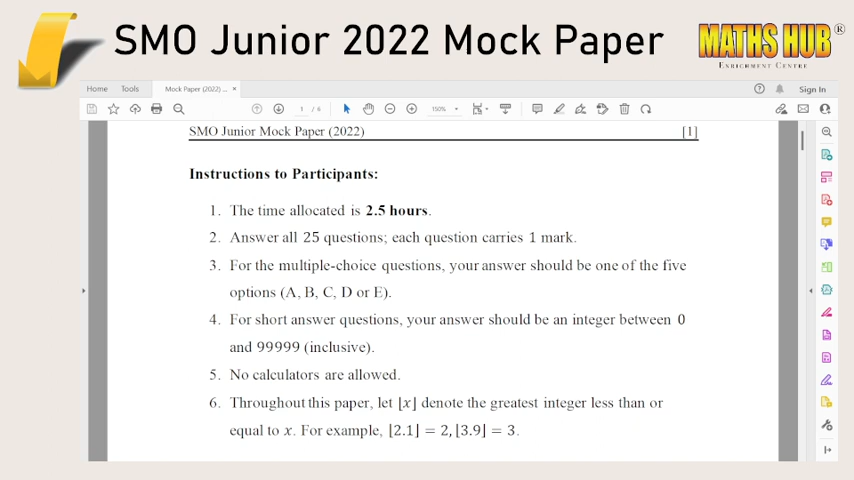 SMO Junior 2022 Mock Paper
MATHS HUB®
ENRICHMENT CENTRE
Home Tools Mock Paper (2022) ... × Sign In
1 / 6 150%
SMO Junior Mock Paper (2022) [1]
Instructions to Participants:
1. The time allocated is 2.5 hours.
2. Answer all 25 questions; each question carries 1 mark.
3. For the multiple-choice questions, your answer should be one of the five
options (A, B, C, D or E).
4. For short answer questions, your answer should be an integer between 0
and 99999 (inclusive).
5. No calculators are allowed.
6. Throughout this paper, let ⌊x⌋ denote the greatest integer less than or
equal to x. For example, ⌊2.1⌋ = 2, ⌊3.9⌋ = 3.